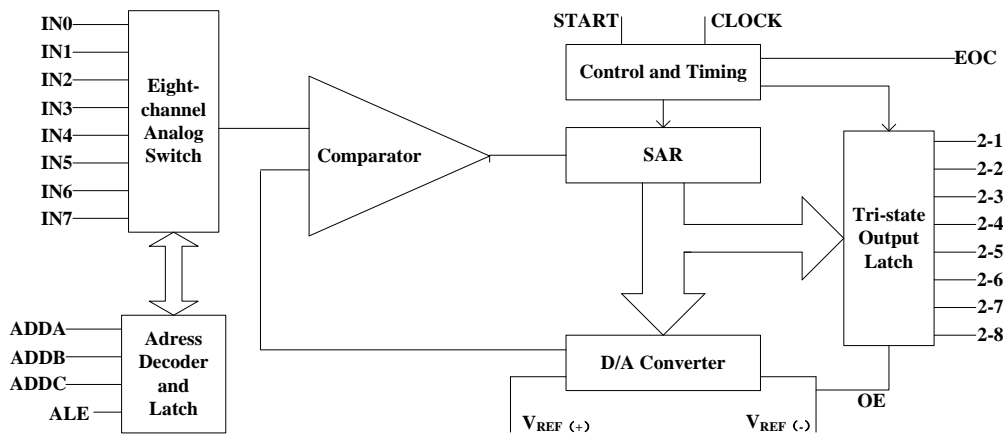 IN0
IN1
IN2
IN3
IN4
IN5
IN6
IN7
Eight-
channel
Analog
Switch
ADDA
ADDB
ADDC
ALE
Adress
Decoder
and
Latch
Comparator
START
CLOCK
Control and Timing
EOC
SAR
D/A Converter
VREF (+)
VREF (-)
Tri-state
Output
Latch
OE
2-1
2-2
2-3
2-4
2-5
2-6
2-7
2-8